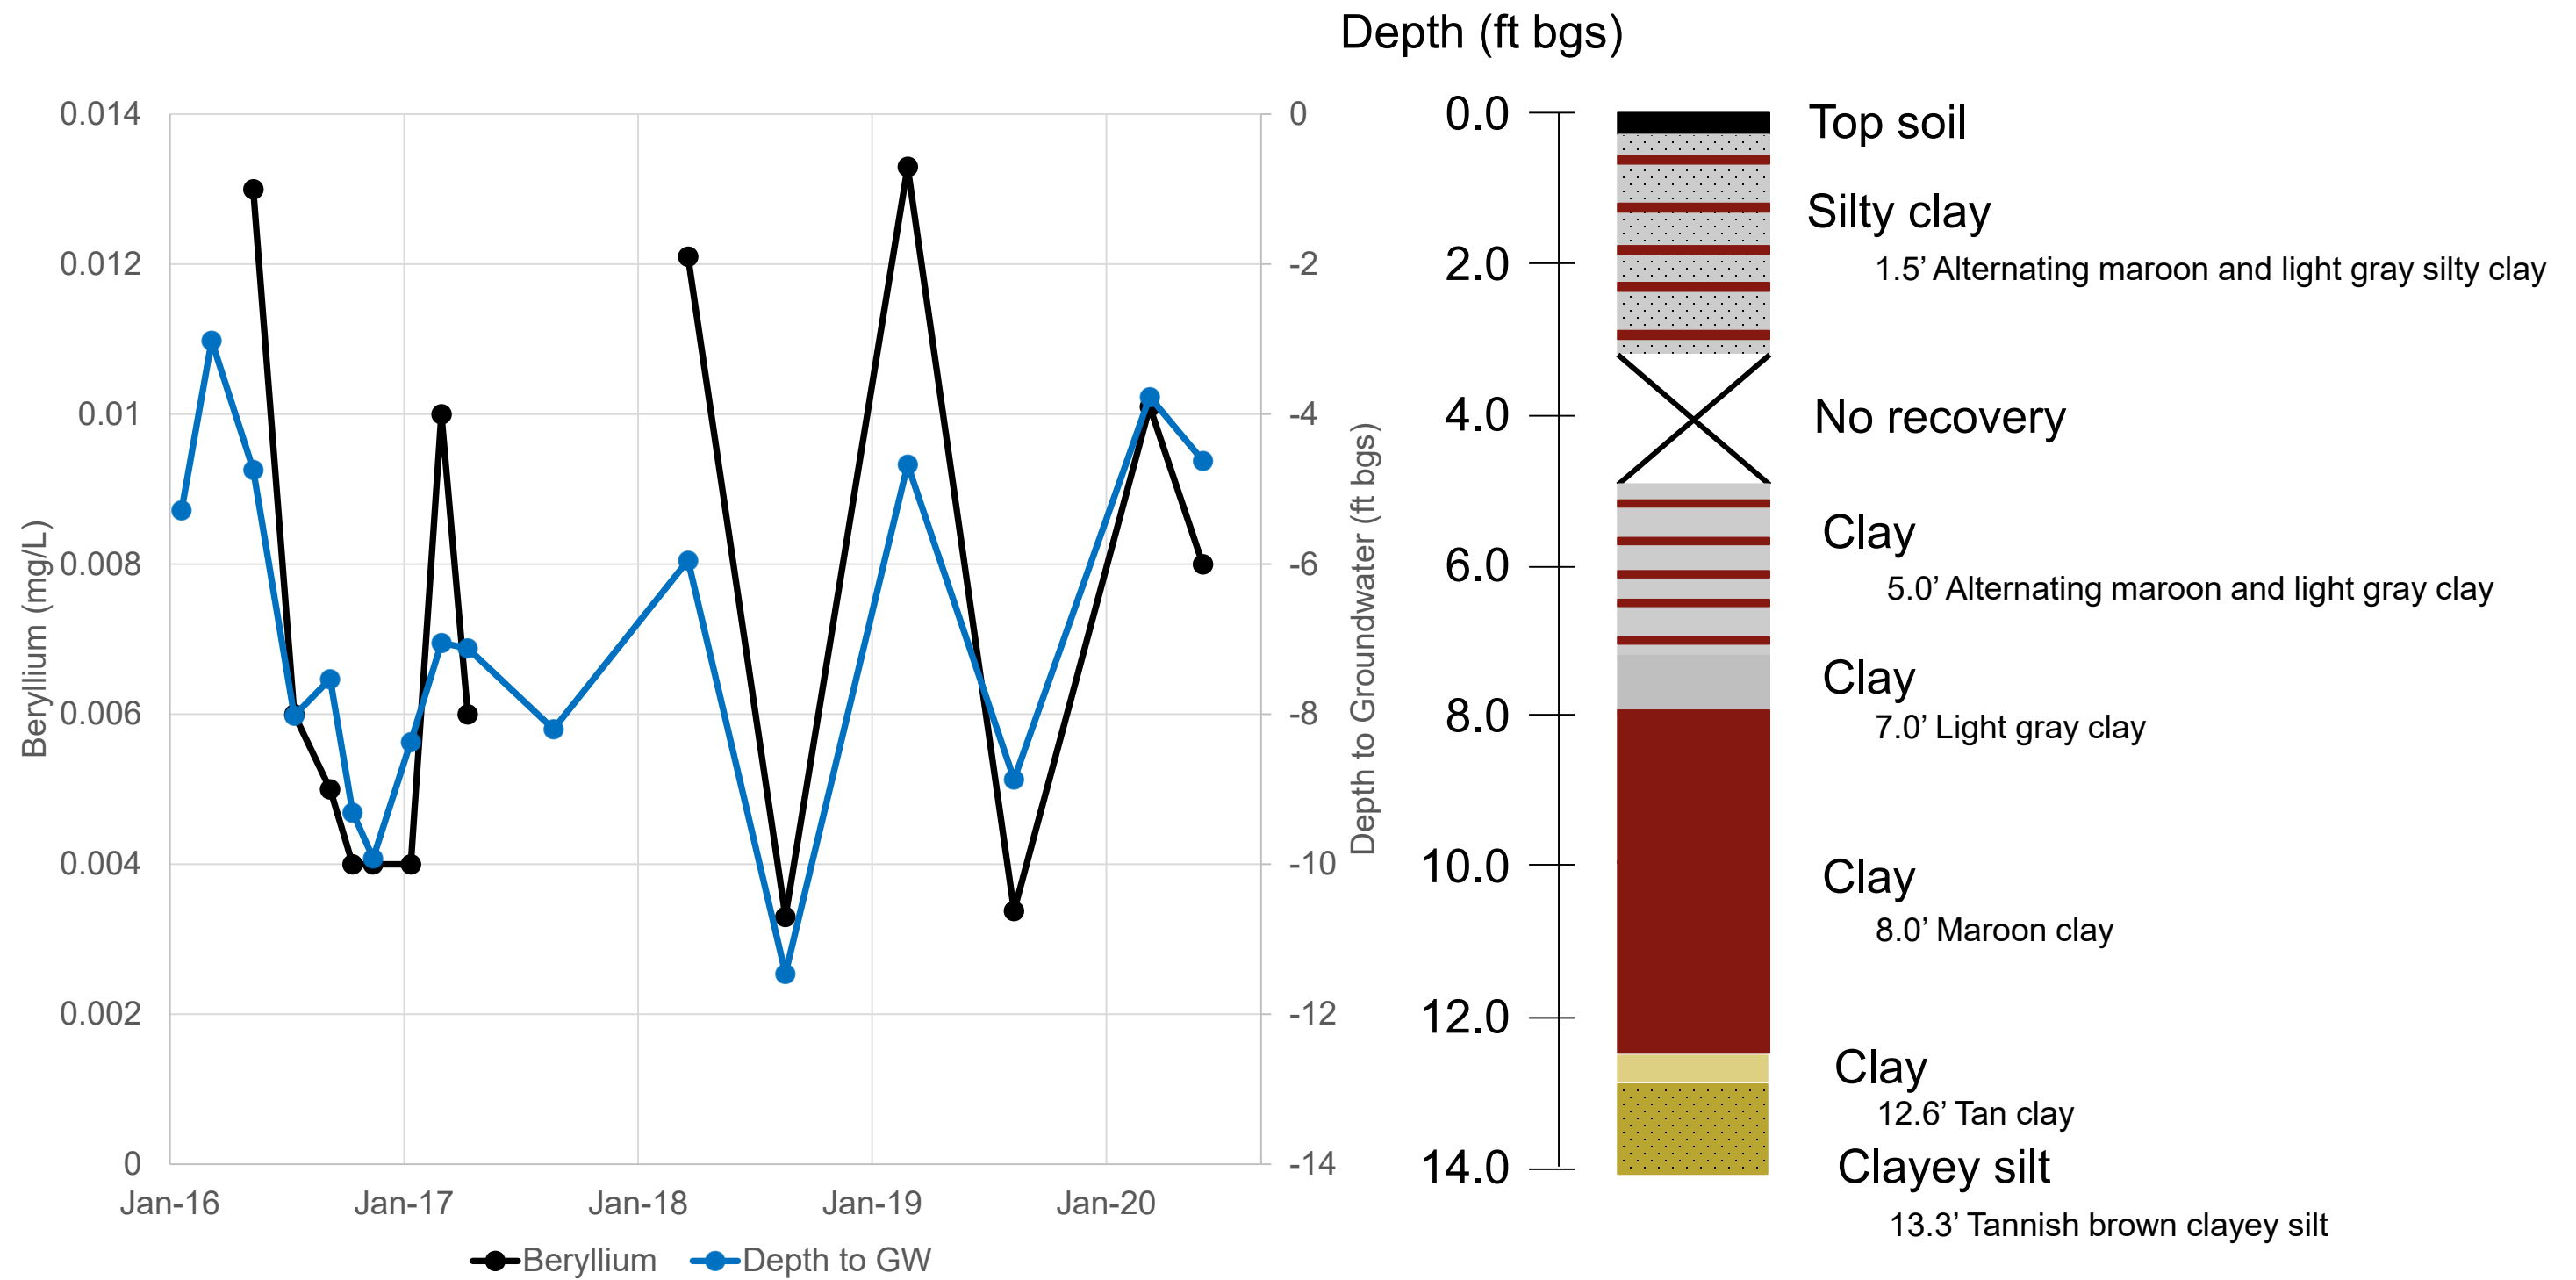 Depth (ft bgs)
0.014
0.012
0.01
0.008
0.006
0.004
0.002
0
Beryllium (mg/L)
Jan-16
Jan-17
Jan-18
Jan-19
Jan-20
0
-2
-4
-6
-8
-10
-12
-14
Depth to Groundwater (ft bgs)
Beryllium
Depth to GW
0.0
2.0
4.0
6.0
8.0
10.0
12.0
14.0
Top soil
Silty clay
1.5’ Alternating maroon and light gray silty clay
No recovery
Clay
5.0’ Alternating maroon and light gray clay
Clay
7.0’ Light gray clay
Clay
8.0’ Maroon clay
Clay
12.6’ Tan clay
Clayey silt
13.3’ Tannish brown clayey silt